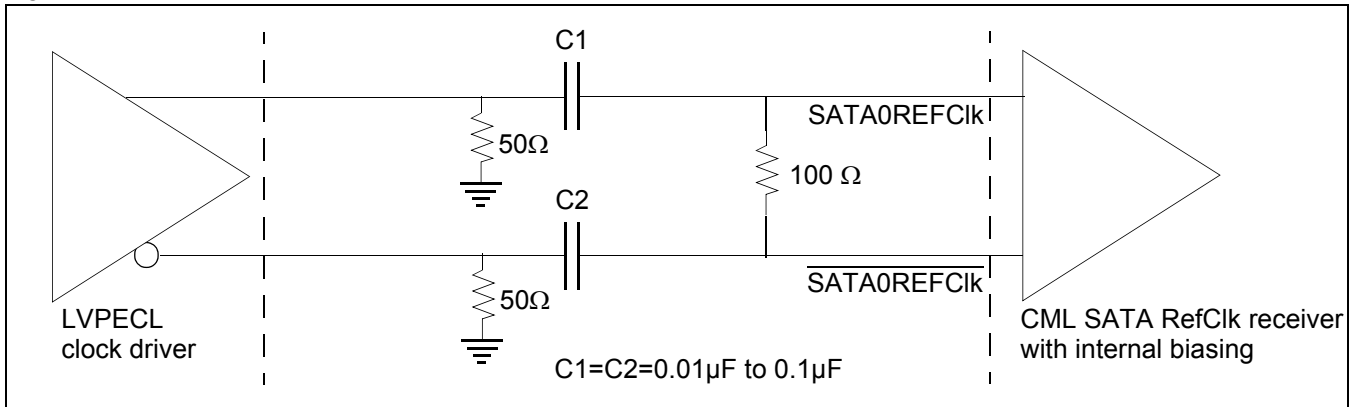 C1
SATA0REFClk
50Ω
100 Ω
C2
SATA0REFClk
50Ω
LVPECL
clock driver
CML SATA RefClk receiver
with internal biasing
C1=C2=0.01µF to 0.1µF